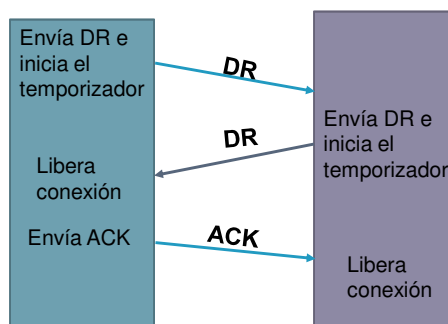 Envía DR e
inicia el
temporizador
DR
Envía DR e
inicia el
temporizador
DR
Libera
conexión
Envía ACK
ACK
Libera
conexión